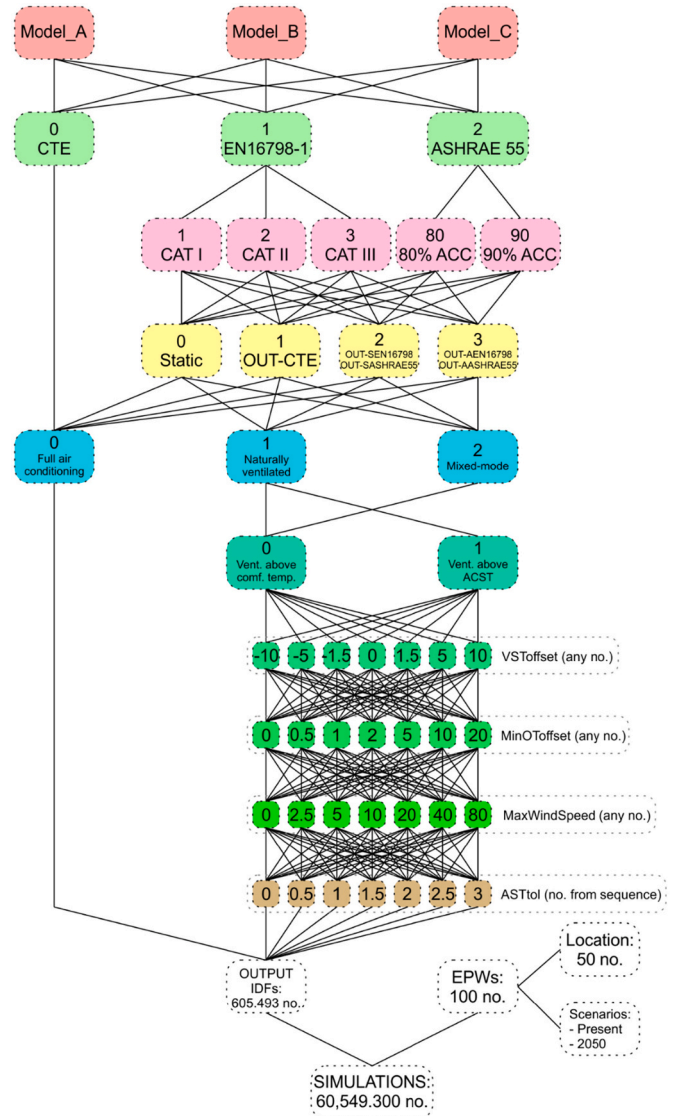 Model_A
Model_B
Model_C
0
CTE
1
EN16798-1
2
ASHRAE 55
1
CAT I
2
CAT II
3
CAT III
80
80% ACC
90
90% ACC
0
Static
1
OUT-CTE
2
OUT-SEN16798
OUT-SASHRAE55
3
OUT-AEN16798
OUT-AASHRAE55
0
Full air
conditioning
1
Naturally
ventilated
2
Mixed-mode
0
Vent. above
comf. temp.
1
Vent. above
ACST
-10 -5 -1.5 0 1.5 5 10 VSToffset (any no.)
0 0.5 1 2 5 10 20 MinOToffset (any no.)
0 2.5 5 10 20 40 80 MaxWindSpeed (any no.)
0 0.5 1 1.5 2 2.5 3 ASTtol (no. from sequence)
OUTPUT
IDFs:
605.493 no.
EPWs:
100 no.
Location:
50 no.
Scenarios:
- Present
- 2050
SIMULATIONS:
60,549.300 no.